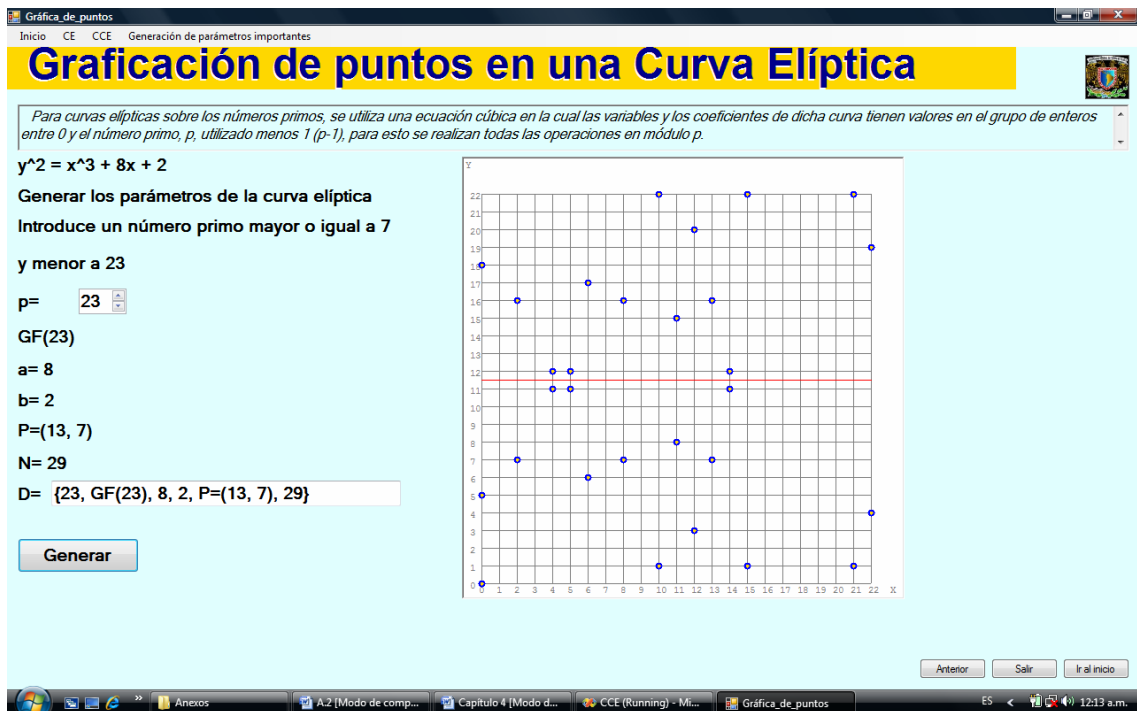 Gráfica_de_puntos
Inicio CE CCE Generación de parámetros importantes
Graficación de puntos en una Curva Elíptica
Para curvas elípticas sobre los números primos, se utiliza una ecuación cúbica en la cual las variables y los coeficientes de dicha curva tienen valores en el grupo de enteros
entre 0 y el número primo, p, utilizado menos 1 (p-1), para esto se realizan todas las operaciones en módulo p.
y^2 = x^3 + 8x + 2
Generar los parámetros de la curva elíptica
Introduce un número primo mayor o igual a 7
y menor a 23
p= 23
GF(23)
a= 8
b= 2
P=(13, 7)
N= 29
D= {23, GF(23), 8, 2, P=(13, 7), 29}
Generar
Y
22
21
20
19
18
17
16
15
14
13
12
11
10
9
8
7
6
5
4
3
2
1
0
0 1 2 3 4 5 6 7 8 9 10 11 12 13 14 15 16 17 18 19 20 21 22 X
Anterior Salir Ir al inicio
Anexos A.2 [Modo de comp... Capítulo 4 [Modo d... CCE (Running) - Mi... Gráfica_de_puntos ES 12:13 a.m.